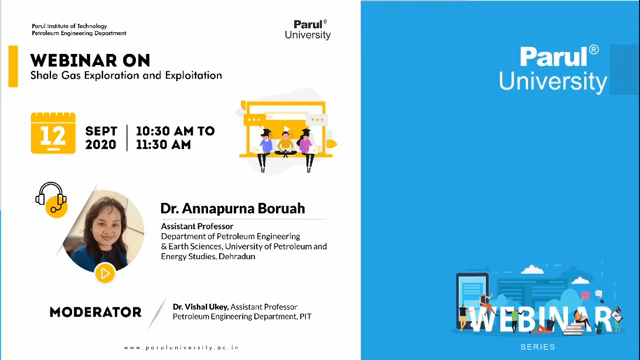 Parul Institute of Technology
Petroleum Engineering Department
Parul®
University
WEBINAR ON
Shale Gas Exploration and Exploitation
12
SEPT
2020
10:30 AM TO
11:30 AM
Dr. Annapurna Boruah
Assistant Professor
Department of Petroleum Engineering
& Earth Sciences, University of Petroleum and
Energy Studies, Dehradun
MODERATOR
Dr. Vishal Ukey, Assistant Professor
Petroleum Engineering Department, PIT
www.paruluniversity.ac.in
Parul®
University
WEBINAR
SERIES